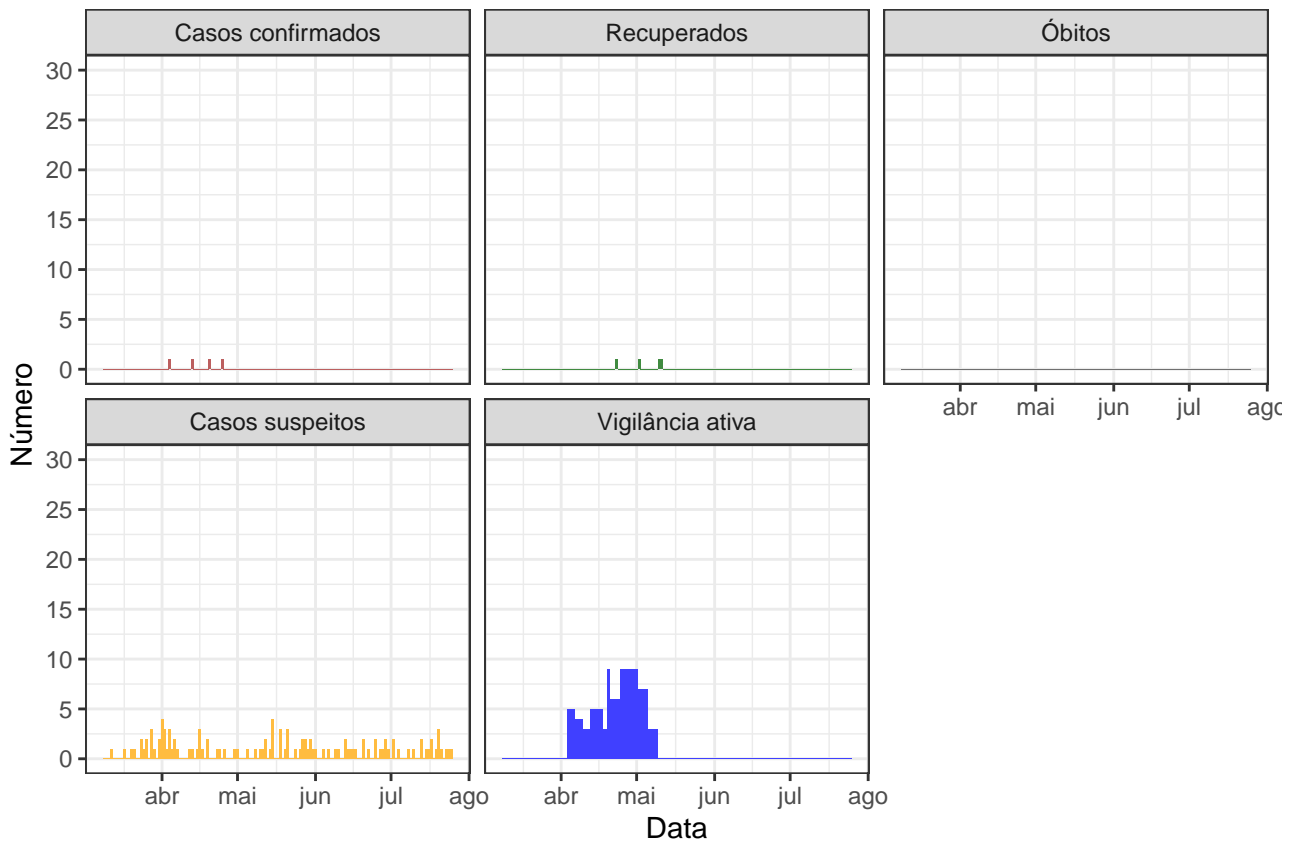 Casos confirmados
Recuperados
Óbitos
30
25
20
15
10
5
0
abr mai jun jul ago
Número
Casos suspeitos
Vigilância ativa
30
25
20
15
10
5
0
abr mai jun jul ago
abr mai jun jul ago
Data